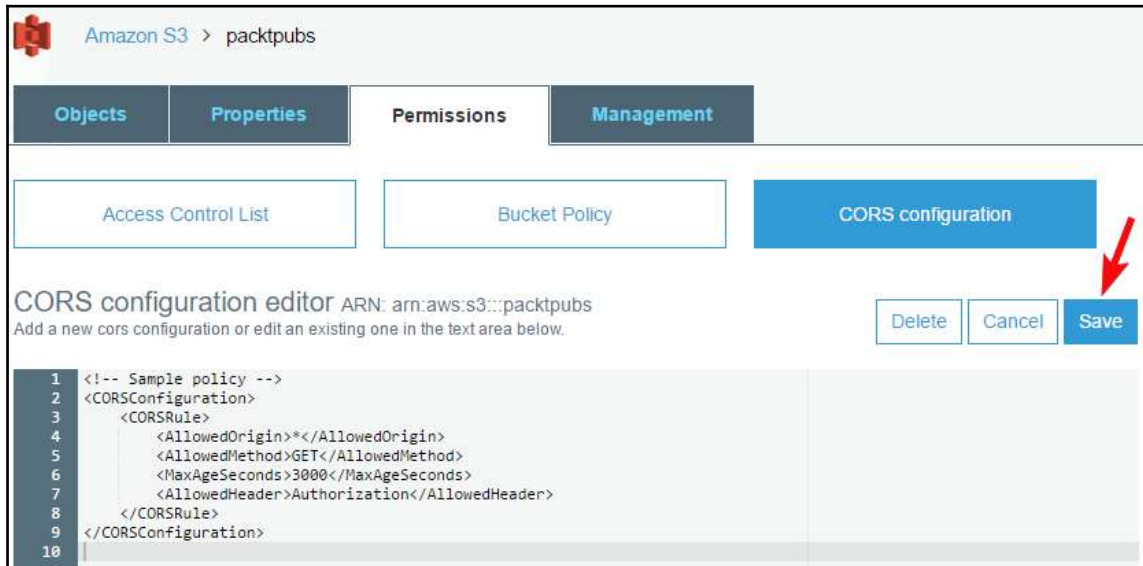 Amazon S3 > packtpubs
Objects Properties Permissions Management
Access Control List Bucket Policy CORS configuration
CORS configuration editor ARN: arn:aws:s3:::packtpubs
Add a new cors configuration or edit an existing one in the text area below.
Delete Cancel Save
1 <!-- Sample policy -->
2 <CORSConfiguration>
3 <CORSRule>
4 <AllowedOrigin>*</AllowedOrigin>
5 <AllowedMethod>GET</AllowedMethod>
6 <MaxAgeSeconds>3000</MaxAgeSeconds>
7 <AllowedHeader>Authorization</AllowedHeader>
8 </CORSRule>
9 </CORSConfiguration>
10